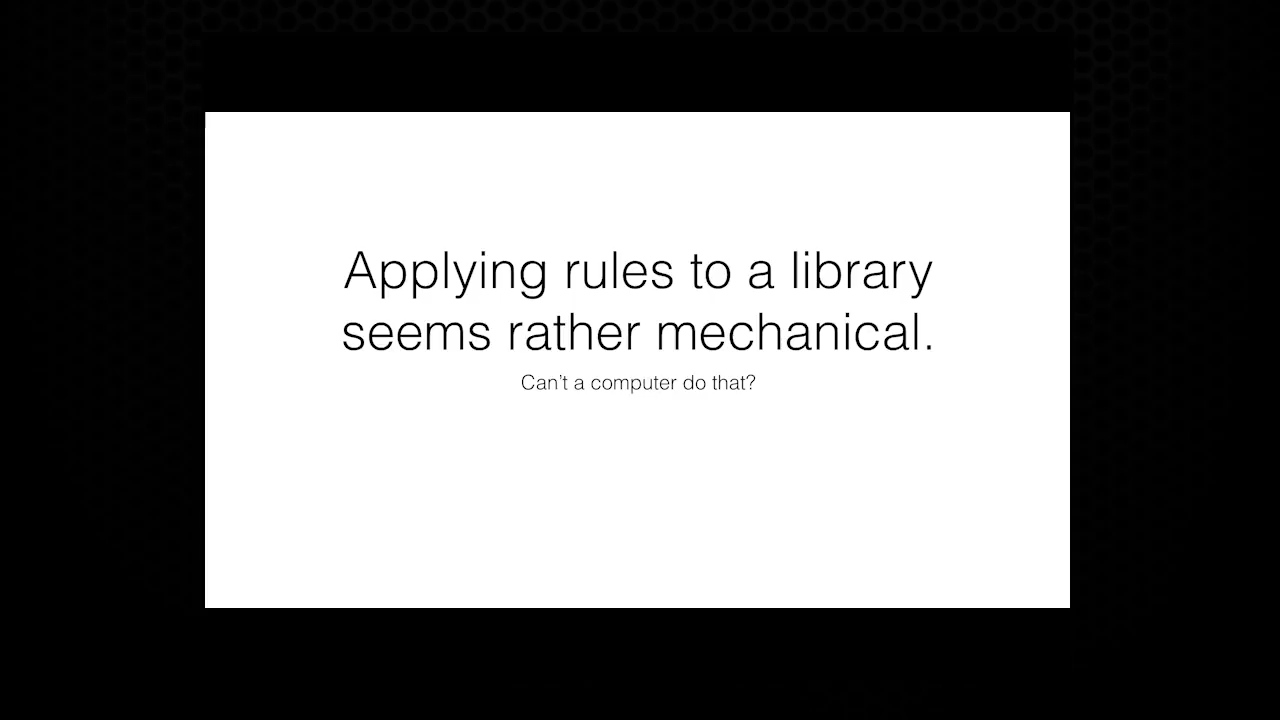 Applying rules to a library
seems rather mechanical.
Can't a computer do that?